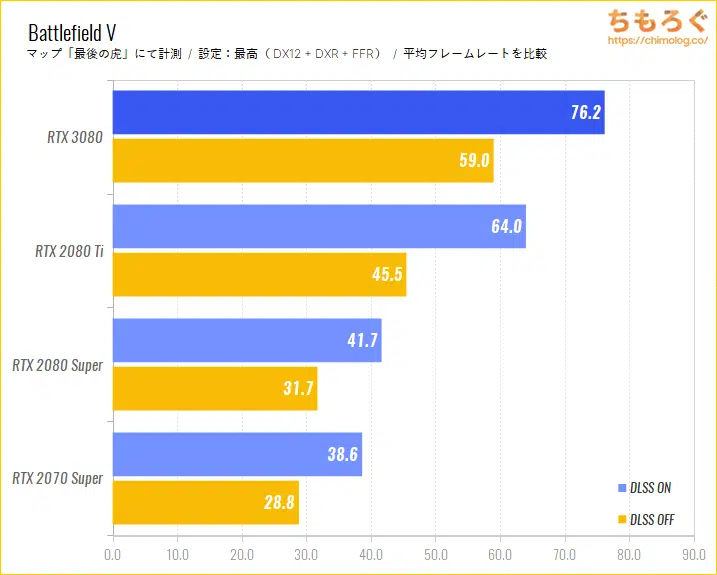 Battlefield V
ちもろぐ
https://chimolog.co/
マップ「最後の虎」にて計測 / 設定：最高（DX12 + DXR + FFR） / 平均フレームレートを比較
RTX 3080
76.2
59.0
RTX 2080 Ti
64.0
45.5
RTX 2080 Super
41.7
31.7
RTX 2070 Super
38.6
28.8
DLSS ON
DLSS OFF
0.0 10.0 20.0 30.0 40.0 50.0 60.0 70.0 80.0 90.0